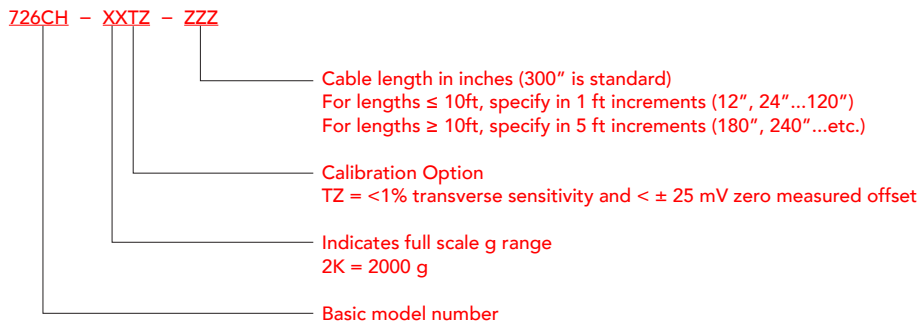 726CH – XXTZ – ZZZ
Cable length in inches (300” is standard)
For lengths ≤ 10ft, specify in 1 ft increments (12”, 24”...120”)
For lengths ≥ 10ft, specify in 5 ft increments (180”, 240”...etc.)
Calibration Option
TZ = <1% transverse sensitivity and < ± 25 mV zero measured offset
Indicates full scale g range
2K = 2000 g
Basic model number